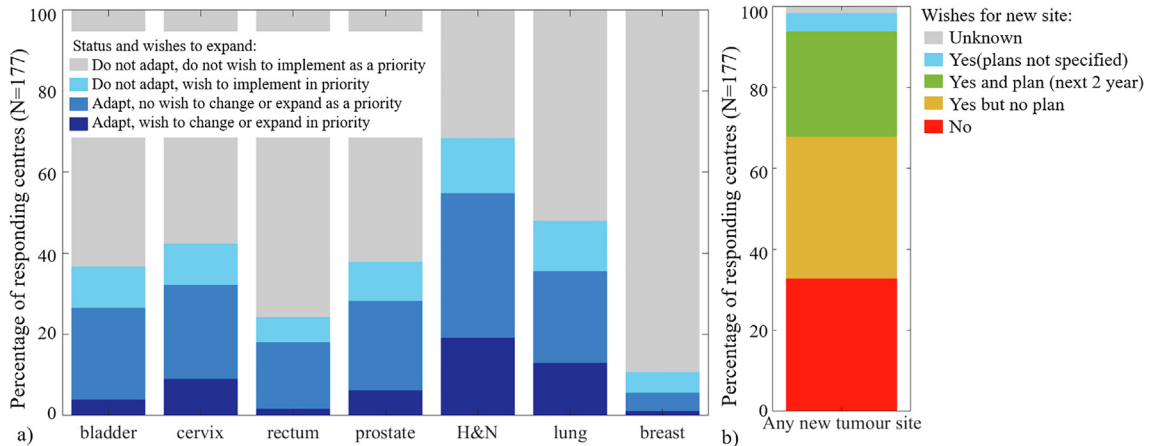 Percentage of responding centres (N=177)
100
80
60
40
20
0
Status and wishes to expand:
Do not adapt, do not wish to implement as a priority
Do not adapt, wish to implement in priority
Adapt, no wish to change or expand as a priority
Adapt, wish to change or expand in priority
a)
bladder
cervix
rectum
prostate
H&N
lung
breast
Percentage of responding centres (N=177)
100
80
60
40
20
0
b)
Any new tumour site
Wishes for new site:
Unknown
Yes(plans not specified)
Yes and plan (next 2 year)
Yes but no plan
No